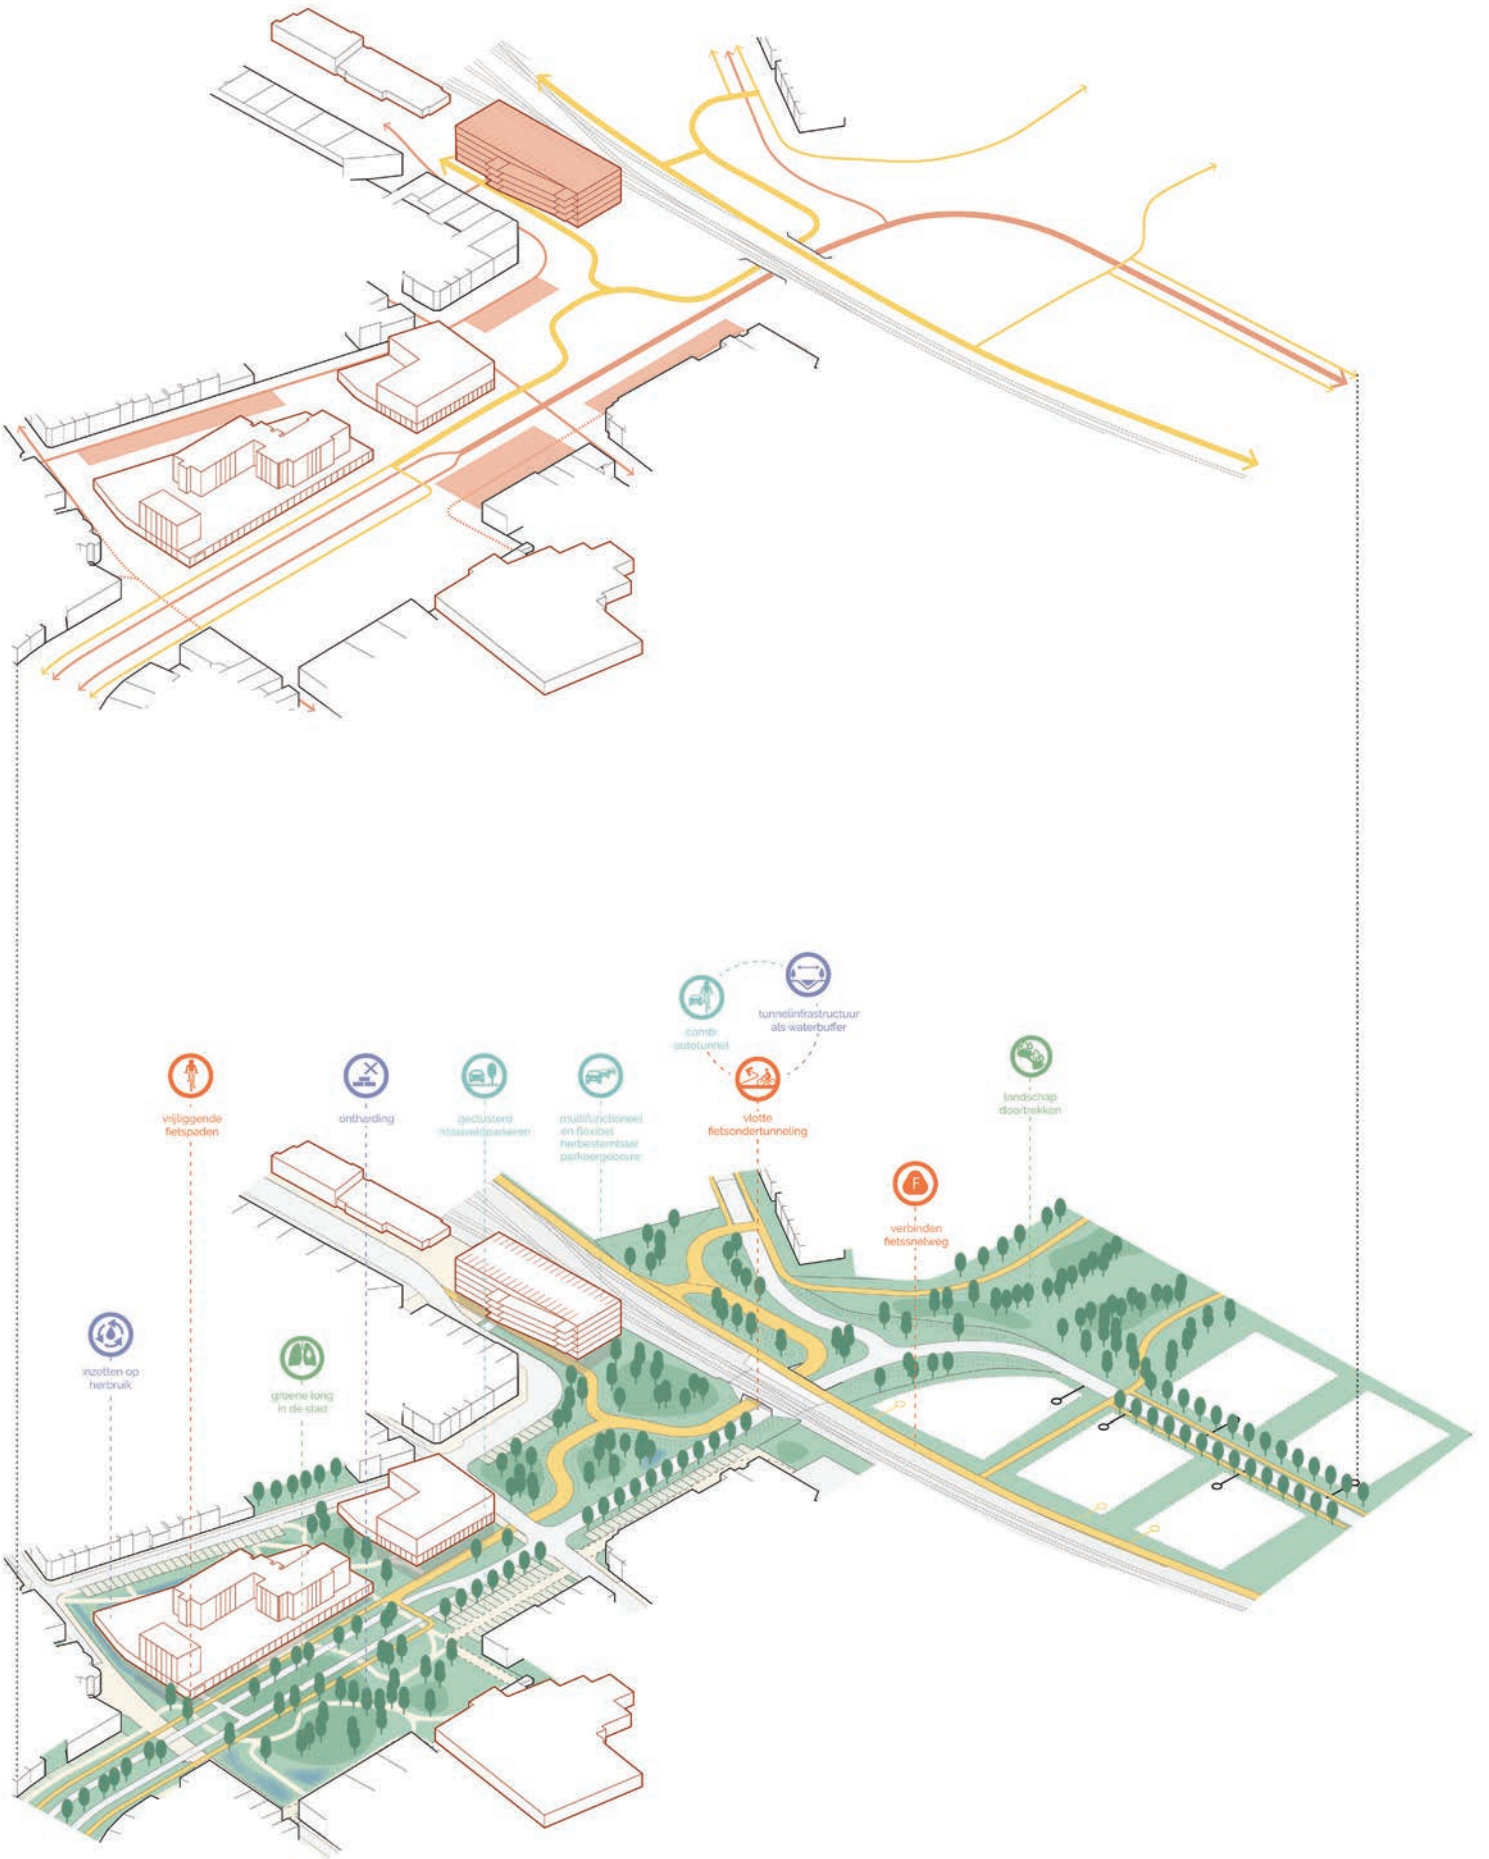 tunnelinfrastructuur
als waterbuffer
combi
autotunnel
vrijliggende
fietspaden
ontharding
geclusterd
maaiveldparkeren
multifunctioneel
en flexibel
herbestembaar
parkeergebouw
vlotte
fietsondertunneling
landschap
doortrekken
F
verbinden
fietssnelweg
inzetten op
herbruik
groene long
in de stad